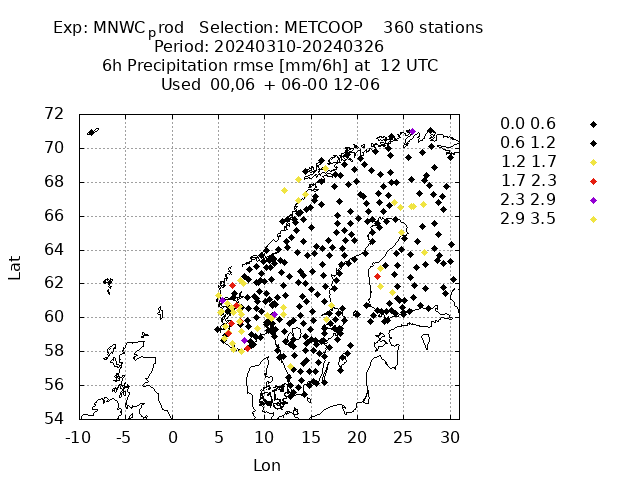 Exp: MNWC_prod   Selection: METCOOP    360 stations
Period: 20240310-20240326
6h Precipitation rmse [mm/6h] at  12 UTC
Used  00,06  + 06-00 12-06
72
70
68
66
64
62
60
58
56
54
-10 -5 0 5 10 15 20 25 30
Lat
Lon
0.0 0.6
0.6 1.2
1.2 1.7
1.7 2.3
2.3 2.9
2.9 3.5